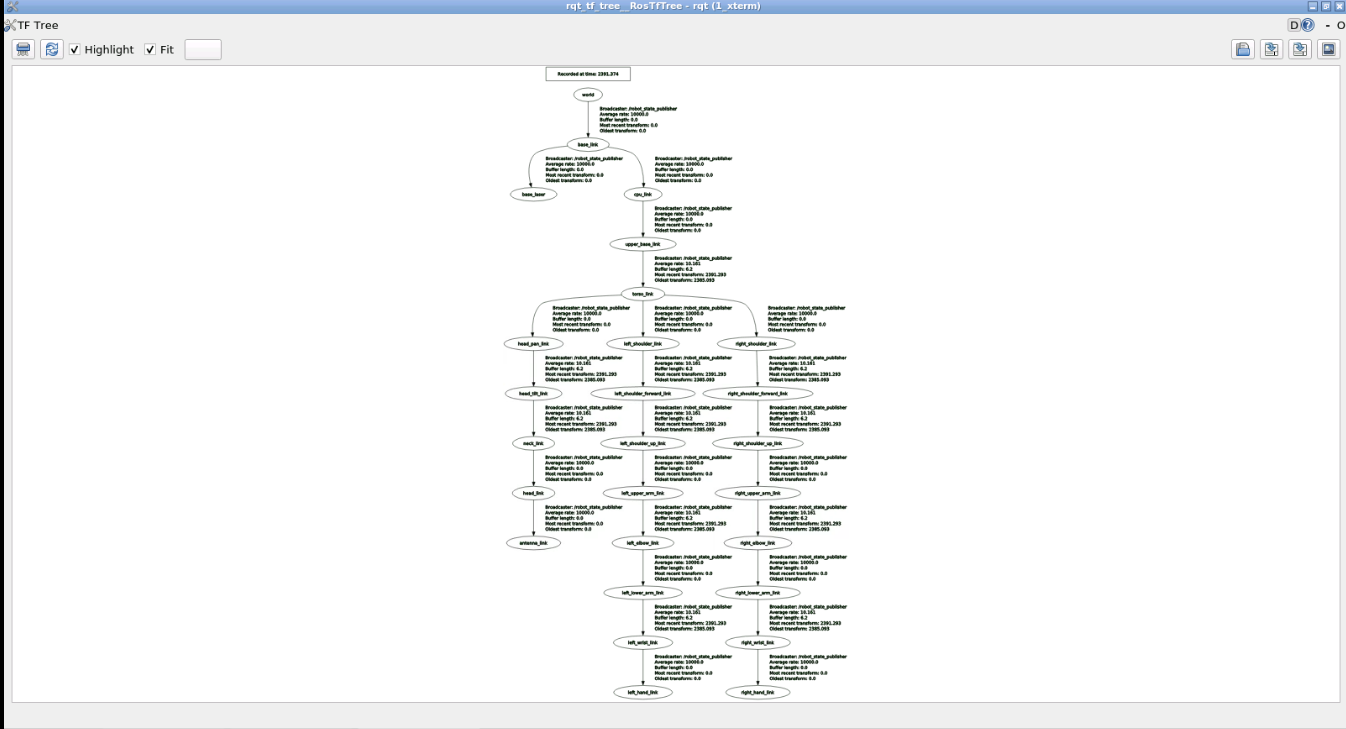 rqt_tf_tree__RosTfTree - rqt (1_xterm)
TF Tree
D
- O
Highlight
Fit
Recorded at time: 2391.374
world
Broadcaster: /robot_state_publisher
Average rate: 10000.0
Buffer length: 0.0
Most recent transform: 0.0
Oldest transform: 0.0
base_link
Broadcaster: /robot_state_publisher
Average rate: 10000.0
Buffer length: 0.0
Most recent transform: 0.0
Oldest transform: 0.0
Broadcaster: /robot_state_publisher
Average rate: 10000.0
Buffer length: 0.0
Most recent transform: 0.0
Oldest transform: 0.0
base_laser
cpu_link
Broadcaster: /robot_state_publisher
Average rate: 10000.0
Buffer length: 0.0
Most recent transform: 0.0
Oldest transform: 0.0
upper_base_link
Broadcaster: /robot_state_publisher
Average rate: 10.161
Buffer length: 6.2
Most recent transform: 2391.293
Oldest transform: 2385.093
torso_link
Broadcaster: /robot_state_publisher
Average rate: 10000.0
Buffer length: 0.0
Most recent transform: 0.0
Oldest transform: 0.0
Broadcaster: /robot_state_publisher
Average rate: 10000.0
Buffer length: 0.0
Most recent transform: 0.0
Oldest transform: 0.0
Broadcaster: /robot_state_publisher
Average rate: 10000.0
Buffer length: 0.0
Most recent transform: 0.0
Oldest transform: 0.0
head_pan_link
left_shoulder_link
right_shoulder_link
Broadcaster: /robot_state_publisher
Average rate: 10.161
Buffer length: 6.2
Most recent transform: 2391.293
Oldest transform: 2385.093
Broadcaster: /robot_state_publisher
Average rate: 10.161
Buffer length: 6.2
Most recent transform: 2391.293
Oldest transform: 2385.093
Broadcaster: /robot_state_publisher
Average rate: 10.161
Buffer length: 6.2
Most recent transform: 2391.293
Oldest transform: 2385.093
head_tilt_link
left_shoulder_forward_link
right_shoulder_forward_link
Broadcaster: /robot_state_publisher
Average rate: 10.161
Buffer length: 6.2
Most recent transform: 2391.293
Oldest transform: 2385.093
Broadcaster: /robot_state_publisher
Average rate: 10.161
Buffer length: 6.2
Most recent transform: 2391.293
Oldest transform: 2385.093
Broadcaster: /robot_state_publisher
Average rate: 10.161
Buffer length: 6.2
Most recent transform: 2391.293
Oldest transform: 2385.093
neck_link
left_shoulder_up_link
right_shoulder_up_link
Broadcaster: /robot_state_publisher
Average rate: 10000.0
Buffer length: 0.0
Most recent transform: 0.0
Oldest transform: 0.0
Broadcaster: /robot_state_publisher
Average rate: 10000.0
Buffer length: 0.0
Most recent transform: 0.0
Oldest transform: 0.0
Broadcaster: /robot_state_publisher
Average rate: 10000.0
Buffer length: 0.0
Most recent transform: 0.0
Oldest transform: 0.0
head_link
left_upper_arm_link
right_upper_arm_link
Broadcaster: /robot_state_publisher
Average rate: 10000.0
Buffer length: 0.0
Most recent transform: 0.0
Oldest transform: 0.0
Broadcaster: /robot_state_publisher
Average rate: 10.161
Buffer length: 6.2
Most recent transform: 2391.293
Oldest transform: 2385.093
Broadcaster: /robot_state_publisher
Average rate: 10.161
Buffer length: 6.2
Most recent transform: 2391.293
Oldest transform: 2385.093
antenna_link
left_elbow_link
right_elbow_link
Broadcaster: /robot_state_publisher
Average rate: 10000.0
Buffer length: 0.0
Most recent transform: 0.0
Oldest transform: 0.0
Broadcaster: /robot_state_publisher
Average rate: 10000.0
Buffer length: 0.0
Most recent transform: 0.0
Oldest transform: 0.0
left_lower_arm_link
right_lower_arm_link
Broadcaster: /robot_state_publisher
Average rate: 10.161
Buffer length: 6.2
Most recent transform: 2391.293
Oldest transform: 2385.093
Broadcaster: /robot_state_publisher
Average rate: 10.161
Buffer length: 6.2
Most recent transform: 2391.293
Oldest transform: 2385.093
left_wrist_link
right_wrist_link
Broadcaster: /robot_state_publisher
Average rate: 10000.0
Buffer length: 0.0
Most recent transform: 0.0
Oldest transform: 0.0
Broadcaster: /robot_state_publisher
Average rate: 10000.0
Buffer length: 0.0
Most recent transform: 0.0
Oldest transform: 0.0
left_hand_link
right_hand_link